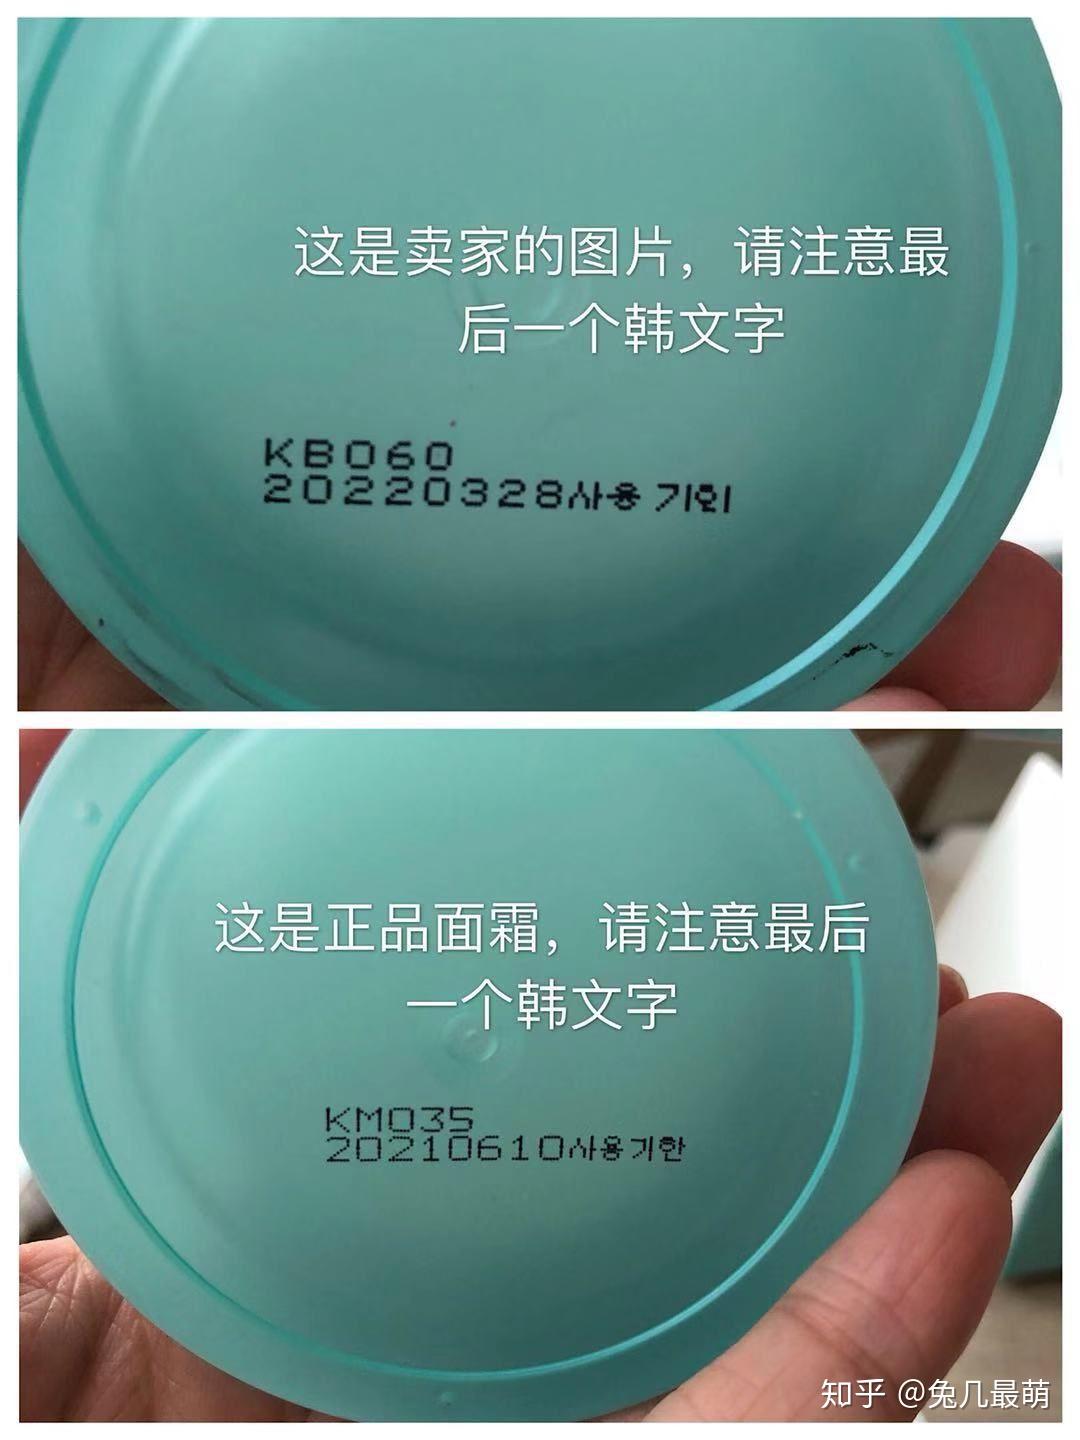 这是卖家的图片，请注意最
后一个韩文字
KB060
20220328사용 기외
这是正品面霜，请注意最后
一个韩文字
KM035
20210610사용기한
知乎 @兔几最萌